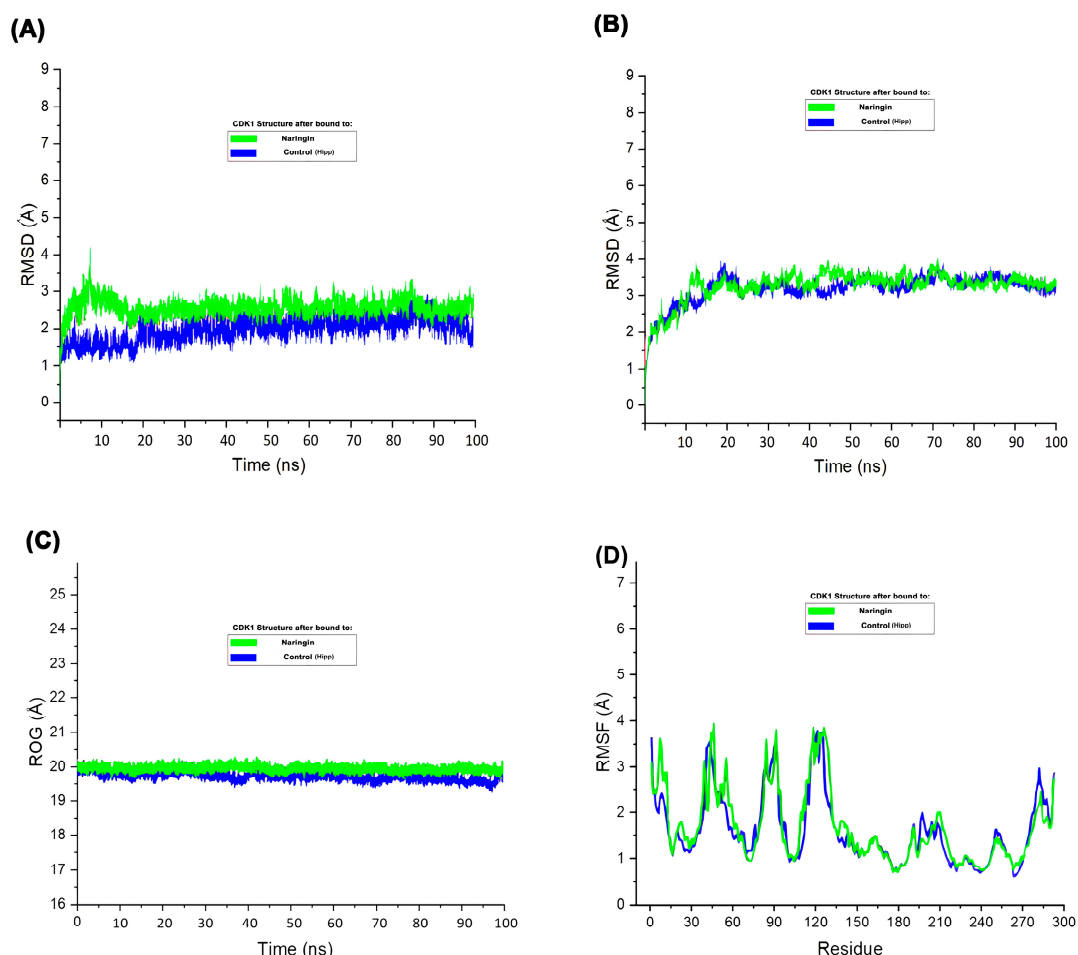 (A)
9
8
7
6
5
4
3
2
1
0
RMSD (Å)
CDK1 Structure after bound to:
Naringin
Control (Hipp)
10 20 30 40 50 60 70 80 90 100
Time (ns)
(B)
9
8
7
6
5
4
3
2
1
0
RMSD (Å)
CDK1 Structure after bound to:
Naringin
Control (Hipp)
10 20 30 40 50 60 70 80 90 100
Time (ns)
(C)
25
24
23
22
21
20
19
18
17
16
ROG (Å)
CDK1 Structure after bound to:
Naringin
Control (Hipp)
0 10 20 30 40 50 60 70 80 90 100
Time (ns)
(D)
7
6
5
4
3
2
1
0
RMSF (Å)
CDK1 Structure after bound to:
Naringin
Control (Hipp)
0 30 60 90 120 150 180 210 240 270 300
Residue